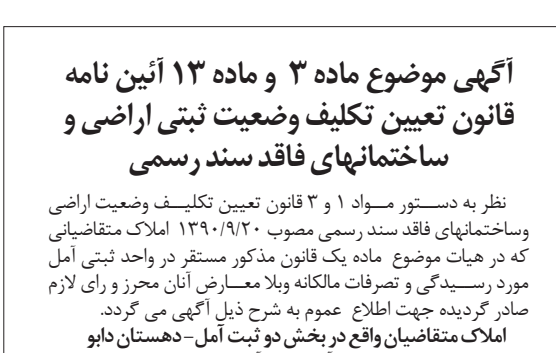 آگهی موضوع ماده ۳ و ماده ۱۳ آئین نامه
قانون تعیین تکلیف وضعیت ثبتی اراضی و
ساختمانهای فاقد سند رسمی
نظر به دستور مواد ۱ و ۳ قانون تعیین تکلیف وضعیت اراضی
وساختمانهای فاقد سند رسمی مصوب ۱۳۹۰/۹/۲۰ املاک متقاضیانی
که در هیات موضوع ماده یک قانون مذکور مستقر در واحد ثبتی آمل
مورد رسیدگی و تصرفات مالکانه وبلا معارض آنان محرز و رای لازم
صادر گردیده جهت اطلاع عموم به شرح ذیل آگهی می گردد.
املاک متقاضیان واقع در بخش دو ثبت آمل-دهستان دابو